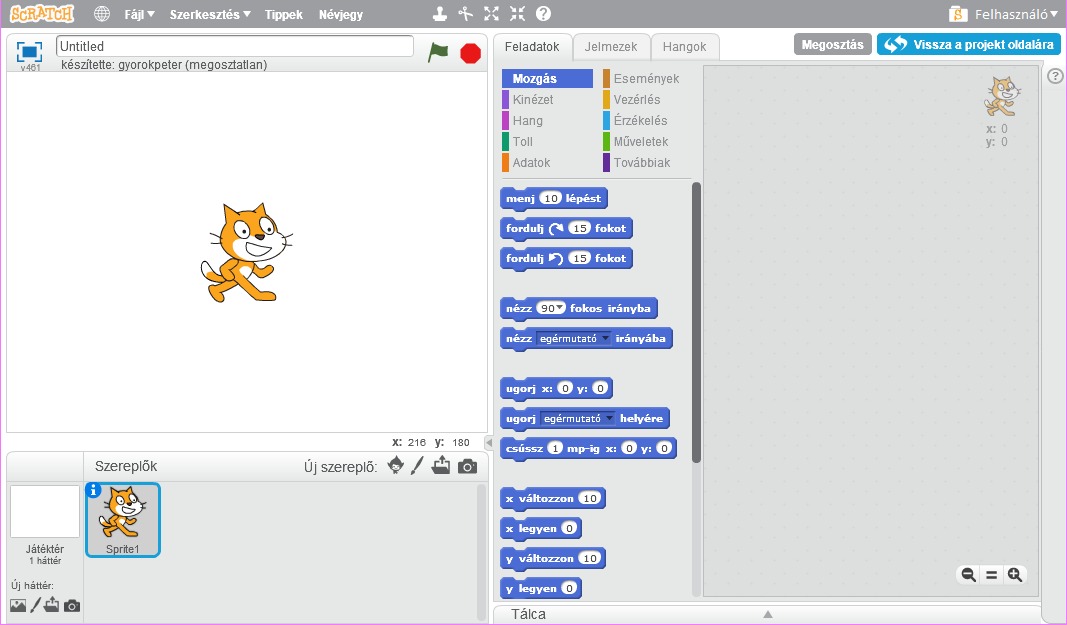 SCRATCH Fájl Szerkesztés Tippek Névjegy ? S Felhasználó
v461
Untitled
készítette: gyorokpeter (megosztatlan)
Feladatok Jelmezek Hangok
Megosztás Vissza a projekt oldalára
?
Mozgás Események
Kinézet Vezérlés
Hang Érzékelés
Toll Műveletek
Adatok Továbbiak
menj 10 lépést
fordulj 15 fokot
fordulj 15 fokot
nézz 90 fokos irányba
nézz egérmutató irányába
ugorj x: 0 y: 0
ugorj egérmutató helyére
csússz 1 mp-ig x: 0 y: 0
x változzon 10
x legyen 0
y változzon 10
y legyen 0
x: 0
y: 0
x: 216 y: 180
Szereplők Új szereplő:
Játéktér
1 háttér
Új háttér:
i
Sprite1
Tálca